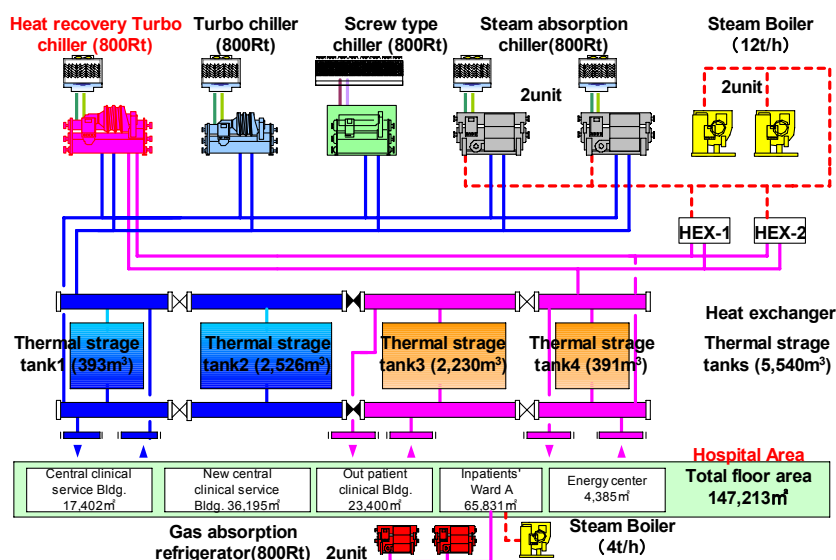 Heat recovery Turbo
chiller (800Rt)
Turbo chiller
(800Rt)
Screw type
chiller (800Rt)
Steam absorption
chiller(800Rt)
Steam Boiler
(12t/h)
2unit
2unit
HEX-1
HEX-2
Heat exchanger
Thermal strage
tank1 (393m³)
Thermal strage
tank2 (2,526m³)
Thermal strage
tank3 (2,230m³)
Thermal strage
tank4 (391m³)
Thermal strage
tanks (5,540m³)
Hospital Area
Central clinical
service Bldg.
17,402㎡
New central
clinical service
Bldg. 36,195㎡
Out patient
clinical Bldg.
23,400㎡
Inpatients'
Ward A
65,831㎡
Energy center
4,385㎡
Total floor area
147,213㎡
Gas absorption
refrigerator(800Rt)
2unit
Steam Boiler
(4t/h)